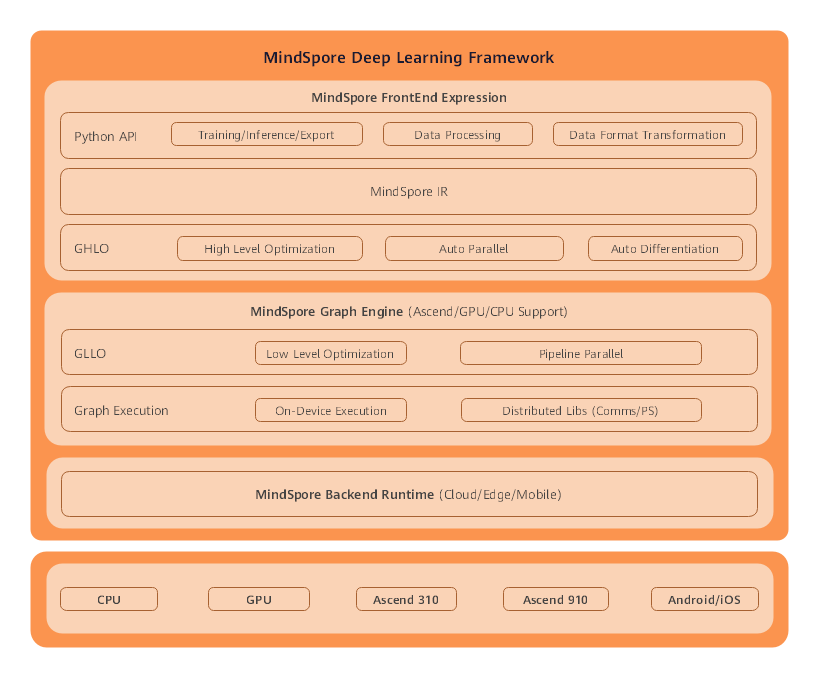 MindSpore Deep Learning Framework
MindSpore FrontEnd Expression
Python API
Training/Inference/Export
Data Processing
Data Format Transformation
MindSpore IR
GHLO
High Level Optimization
Auto Parallel
Auto Differentiation
MindSpore Graph Engine (Ascend/GPU/CPU Support)
GLLO
Low Level Optimization
Pipeline Parallel
Graph Execution
On-Device Execution
Distributed Libs (Comms/PS)
MindSpore Backend Runtime (Cloud/Edge/Mobile)
CPU
GPU
Ascend 310
Ascend 910
Android/iOS